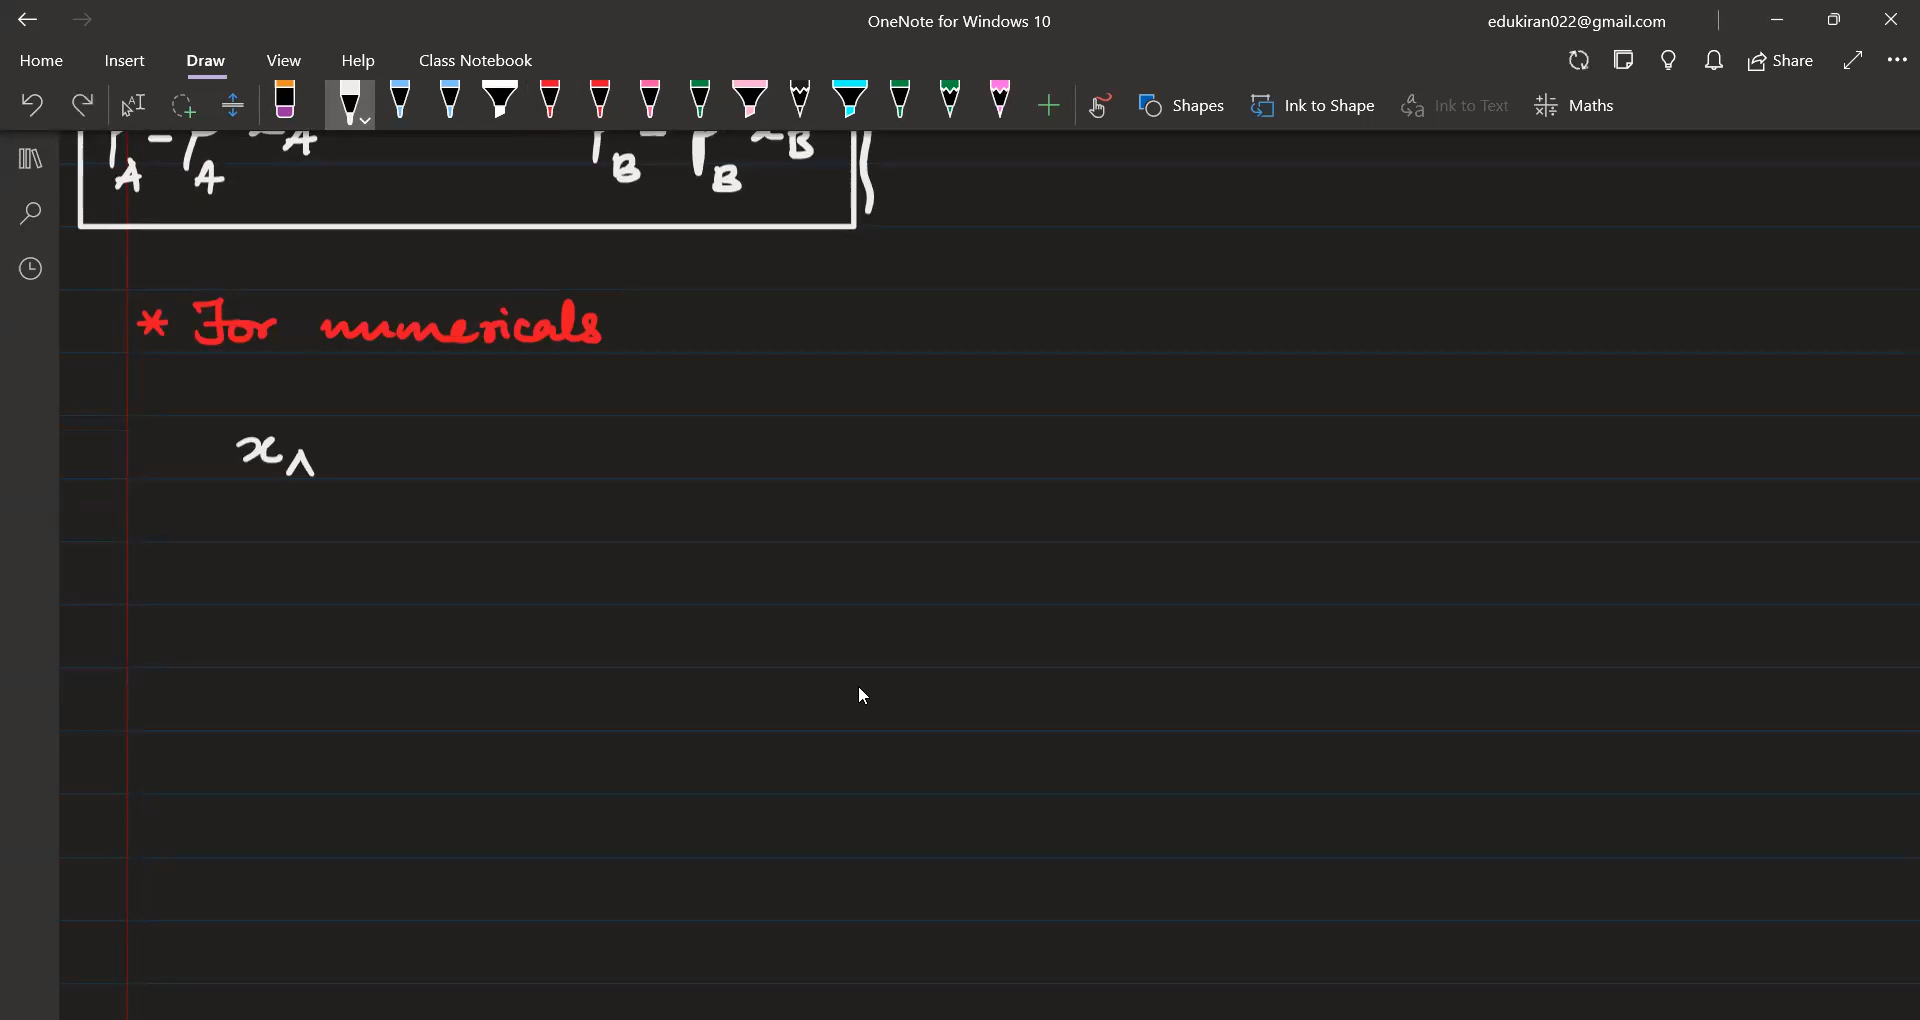 OneNote for Windows 10 edukiran022@gmail.com
Home Insert Draw View Help Class Notebook Share
Shapes Ink to Shape Ink to Text Maths
* For numericals
x